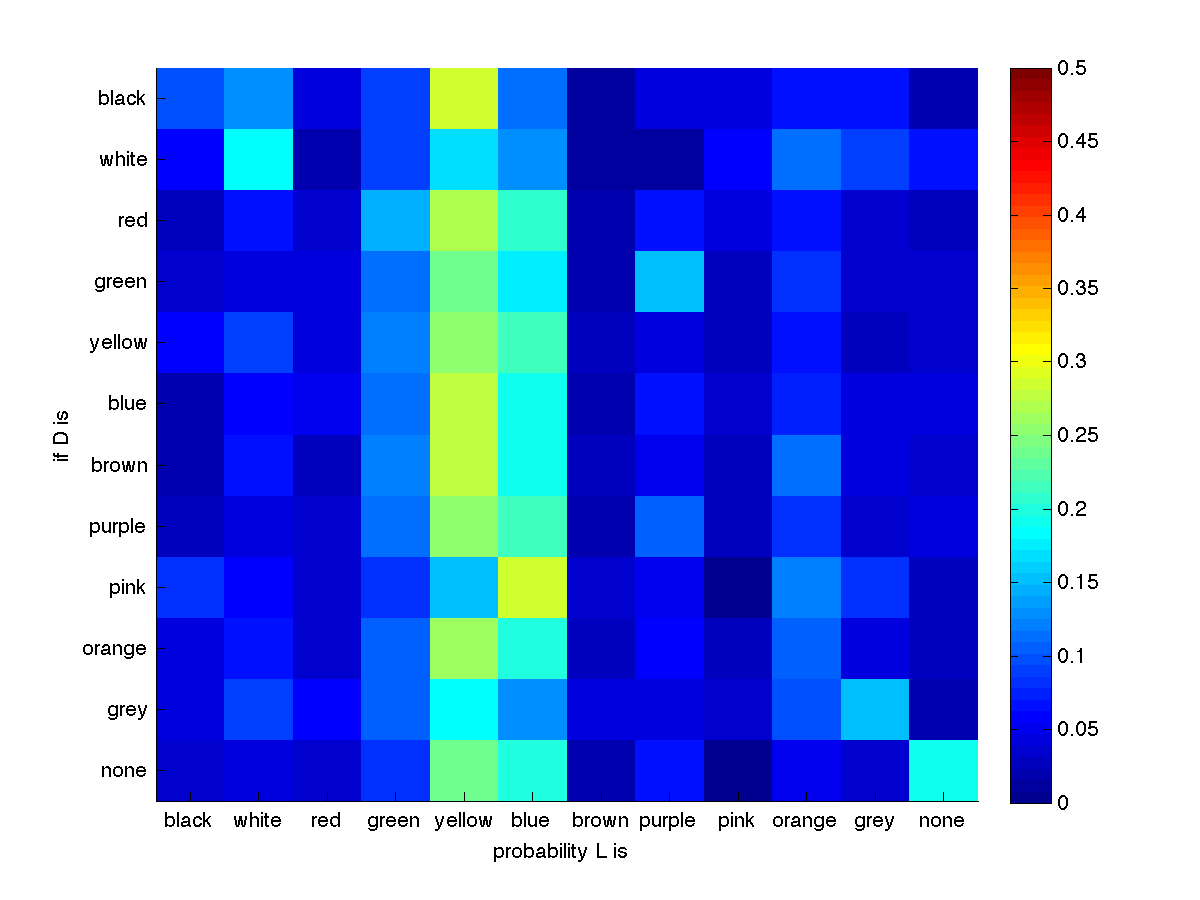 black
white
red
green
yellow
blue
brown
purple
pink
orange
grey
none
if D is
black white red green yellow blue brown purple pink orange grey none
probability L is
0.5
0.45
0.4
0.35
0.3
0.25
0.2
0.15
0.1
0.05
0